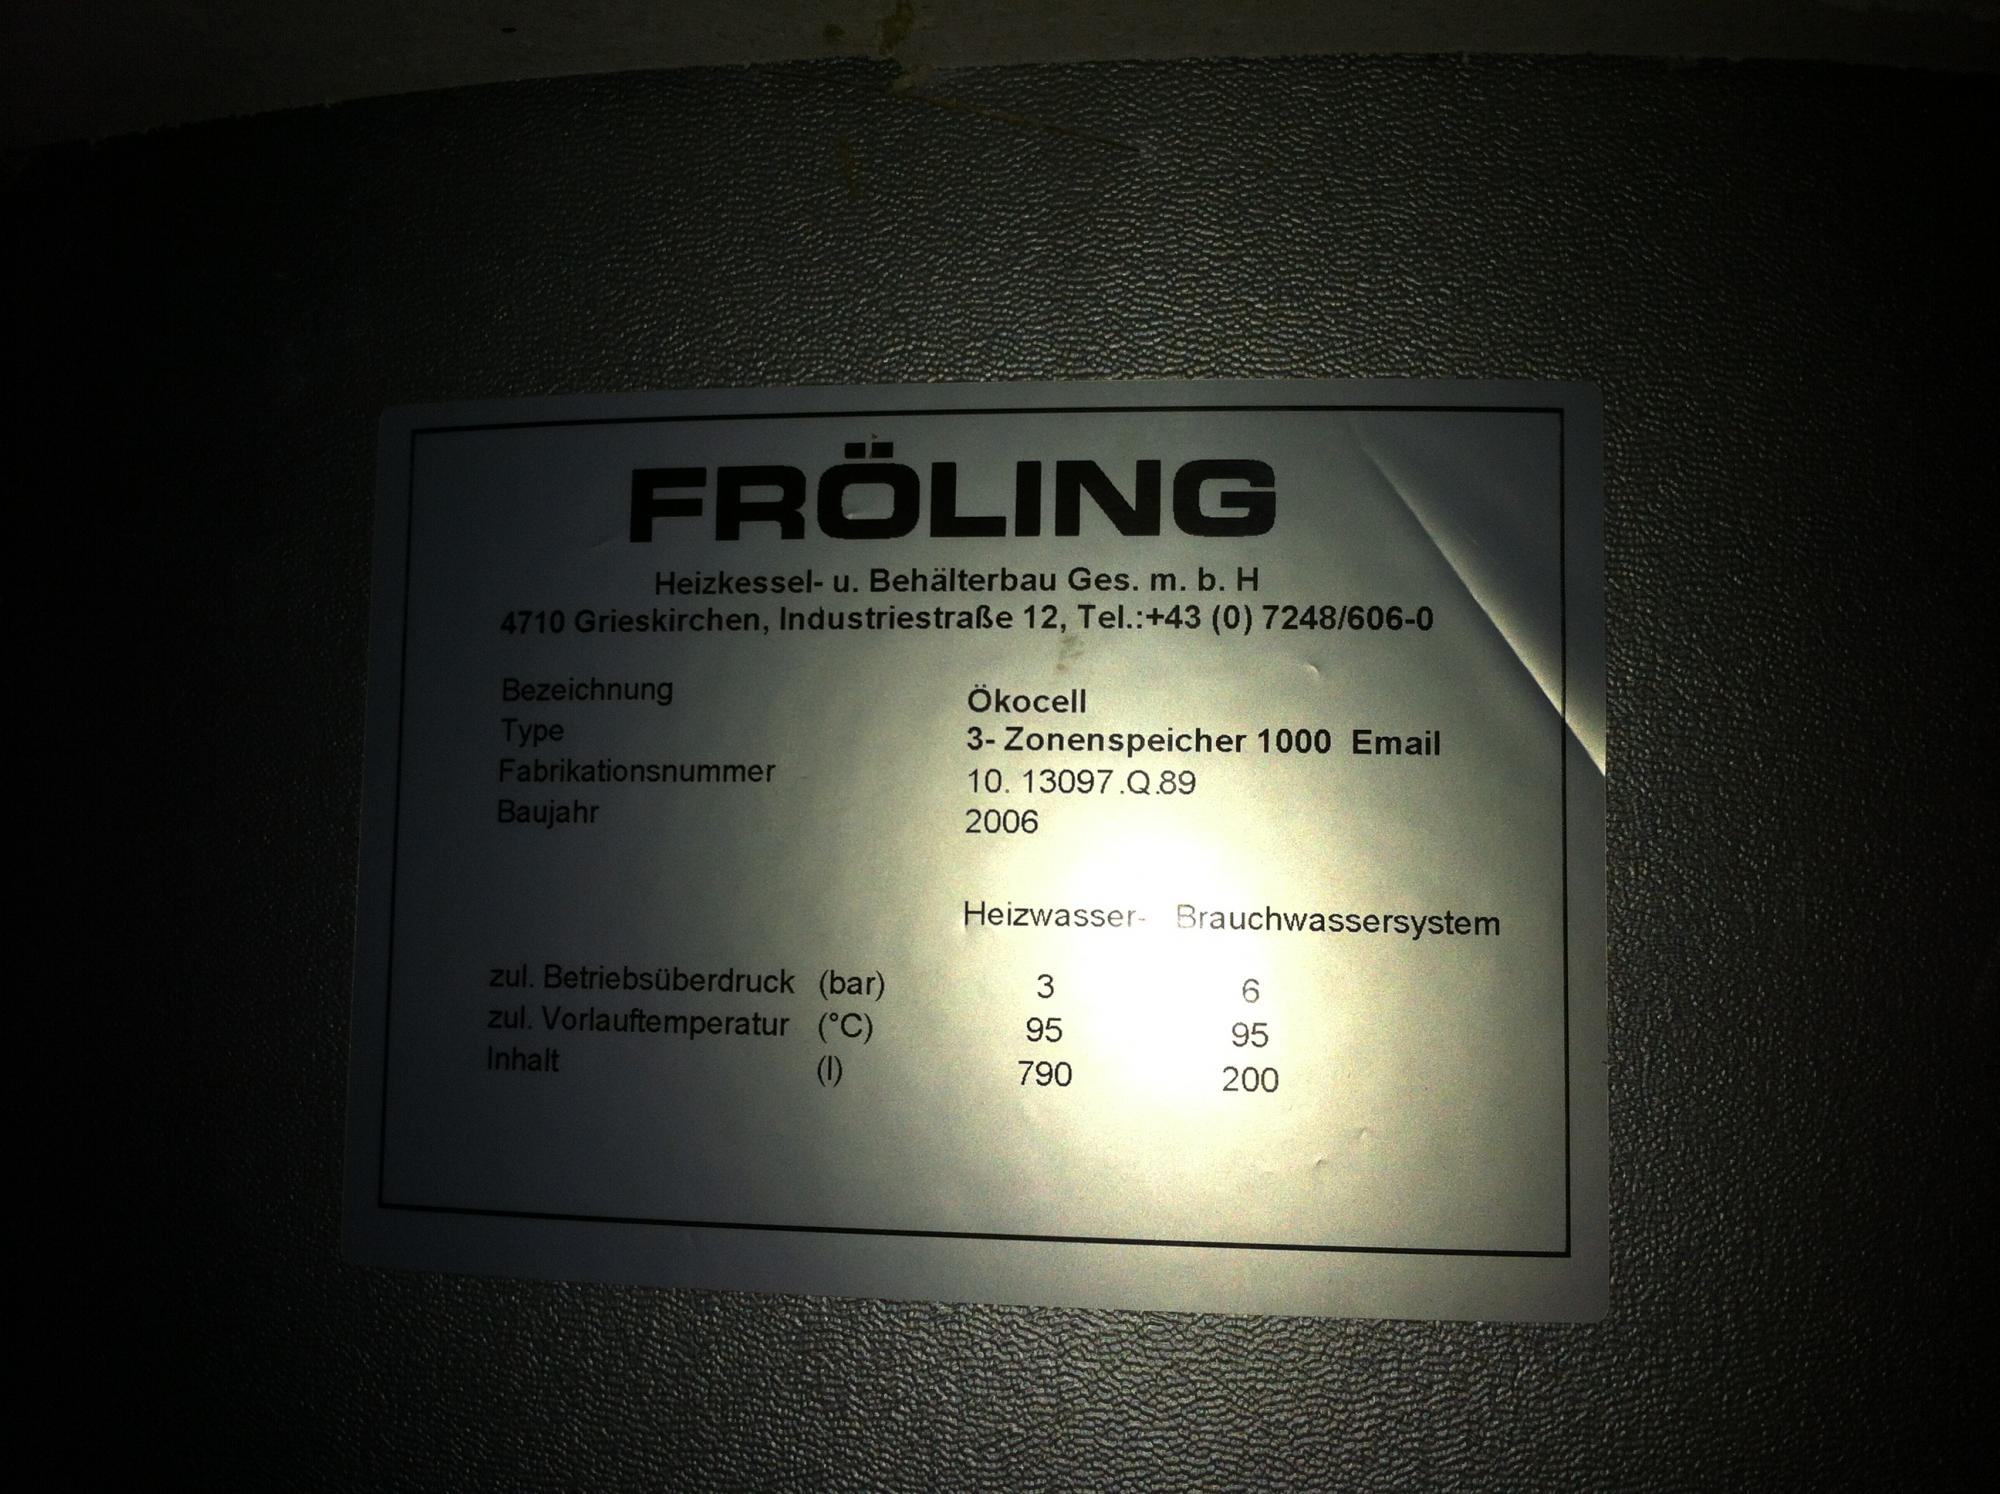 FRÖLING
Heizkessel- u. Behälterbau Ges. m. b. H
4710 Grieskirchen, Industriestraße 12, Tel.:+43 (0) 7248/606-0
Bezeichnung Ökocell
Type 3- Zonenspeicher 1000 Email
Fabrikationsnummer 10. 13097.Q.89
Baujahr 2006
Heizwasser- Brauchwassersystem
zul. Betriebsüberdruck (bar) 3 6
zul. Vorlauftemperatur (°C) 95 95
Inhalt (l) 790 200